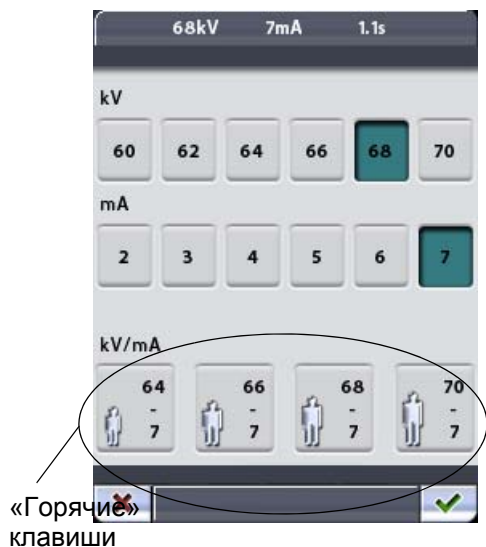 68kV 7mA 1.1s
kV
60 62 64 66 68 70
mA
2 3 4 5 6 7
kV/mA
64 - 7 66 - 7 68 - 7 70 - 7
«Горячие»
клавиши